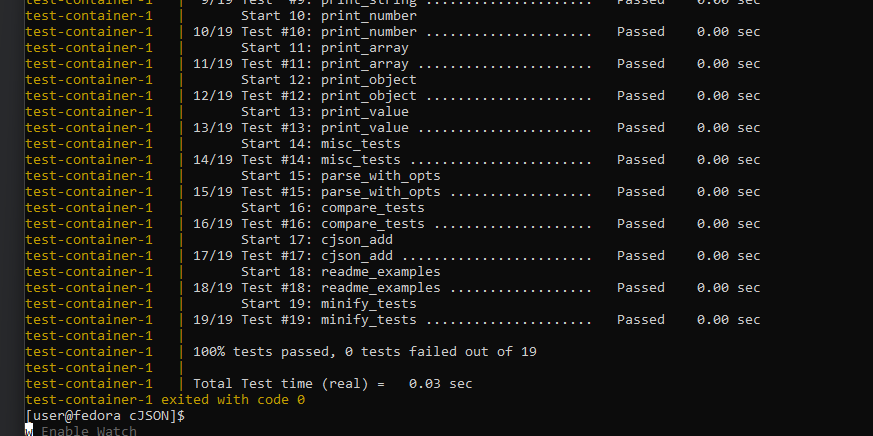 test-container-1 | 9/19 Test #9: print_string ..................... Passed 0.00 sec
test-container-1 | Start 10: print_number
test-container-1 | 10/19 Test #10: print_number ..................... Passed 0.00 sec
test-container-1 | Start 11: print_array
test-container-1 | 11/19 Test #11: print_array ...................... Passed 0.00 sec
test-container-1 | Start 12: print_object
test-container-1 | 12/19 Test #12: print_object ..................... Passed 0.00 sec
test-container-1 | Start 13: print_value
test-container-1 | 13/19 Test #13: print_value ...................... Passed 0.00 sec
test-container-1 | Start 14: misc_tests
test-container-1 | 14/19 Test #14: misc_tests ....................... Passed 0.00 sec
test-container-1 | Start 15: parse_with_opts
test-container-1 | 15/19 Test #15: parse_with_opts .................. Passed 0.00 sec
test-container-1 | Start 16: compare_tests
test-container-1 | 16/19 Test #16: compare_tests .................... Passed 0.00 sec
test-container-1 | Start 17: cjson_add
test-container-1 | 17/19 Test #17: cjson_add ........................ Passed 0.00 sec
test-container-1 | Start 18: readme_examples
test-container-1 | 18/19 Test #18: readme_examples .................. Passed 0.00 sec
test-container-1 | Start 19: minify_tests
test-container-1 | 19/19 Test #19: minify_tests ..................... Passed 0.00 sec
test-container-1 |
test-container-1 | 100% tests passed, 0 tests failed out of 19
test-container-1 |
test-container-1 | Total Test time (real) = 0.03 sec
test-container-1 exited with code 0
[user@fedora cJSON]$
w Enable Watch